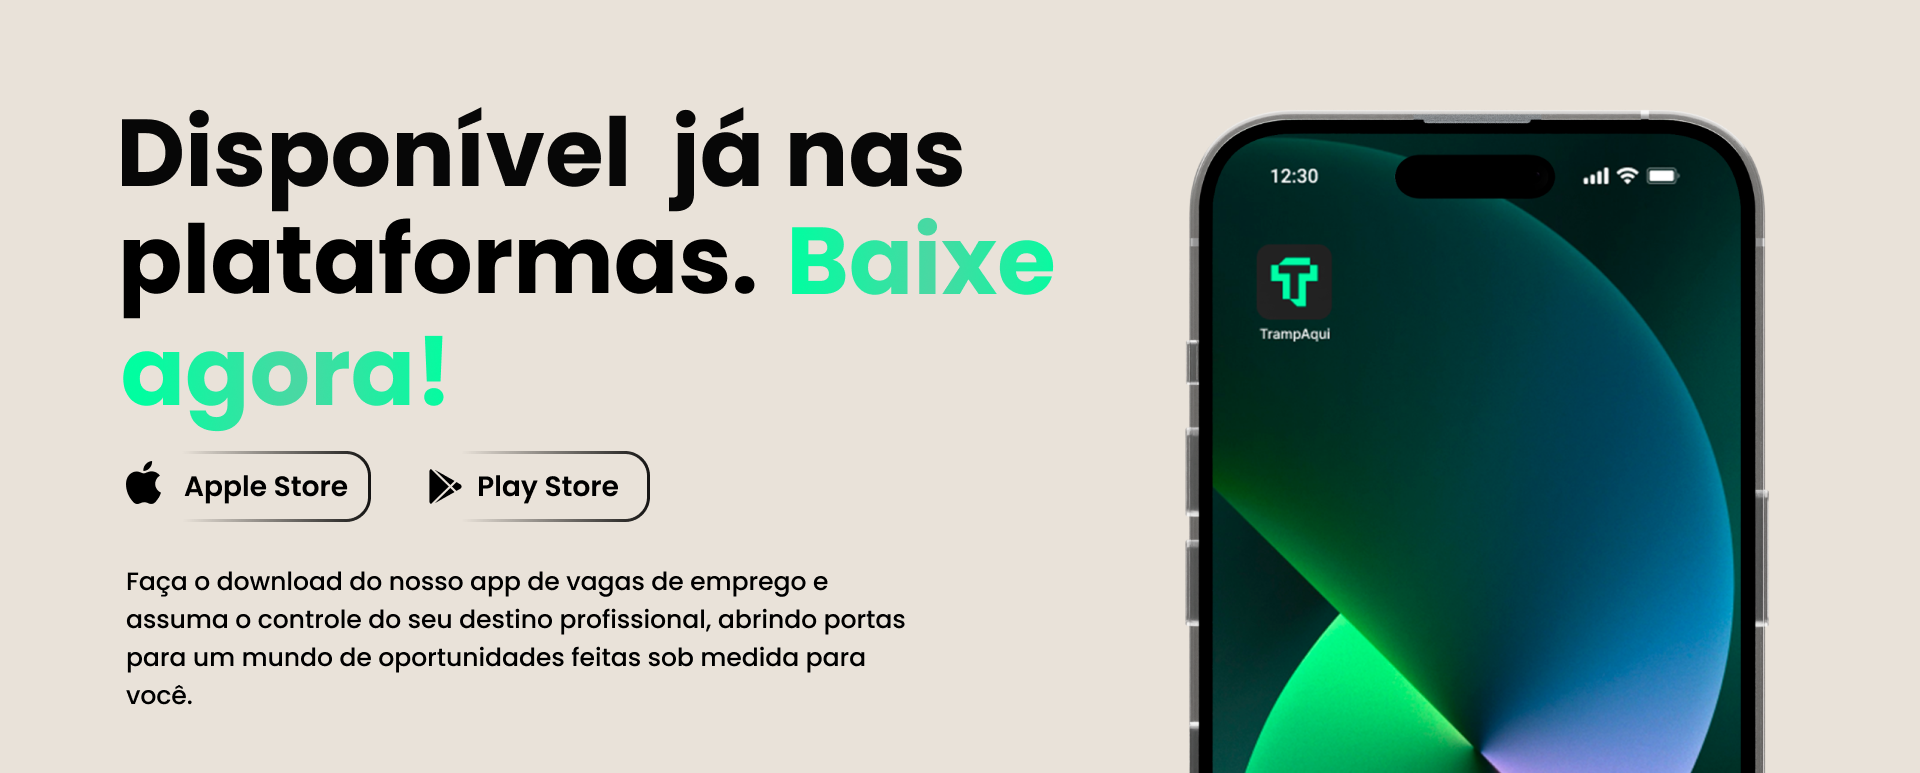 Disponível já nas
plataformas. Baixe
agora!
Apple Store
Play Store
Faça o download do nosso app de vagas de emprego e
assuma o controle do seu destino profissional, abrindo portas
para um mundo de oportunidades feitas sob medida para
você.
12:30
TrampAqui